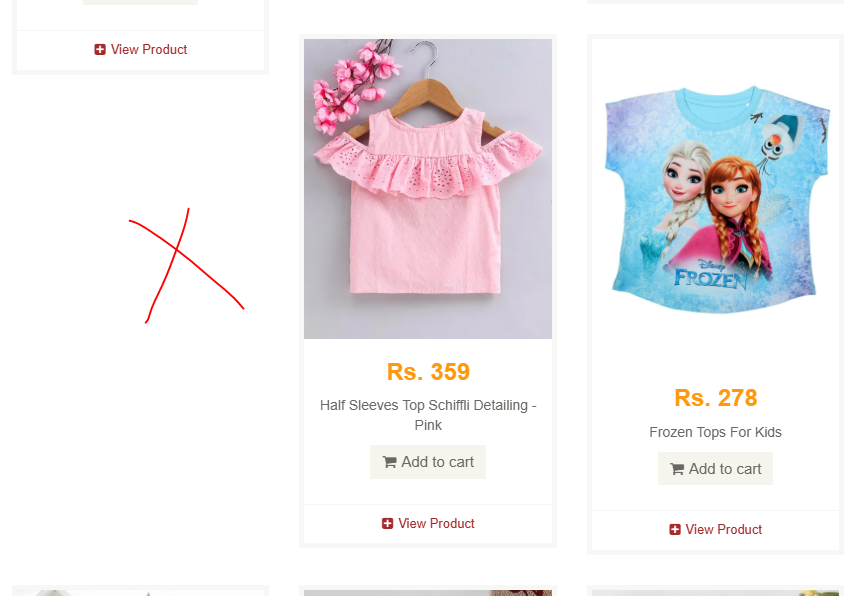 View Product
Rs. 359
Half Sleeves Top Schiffli Detailing -
Pink
Add to cart
View Product
Disney
FROZEN
Rs. 278
Frozen Tops For Kids
Add to cart
View Product